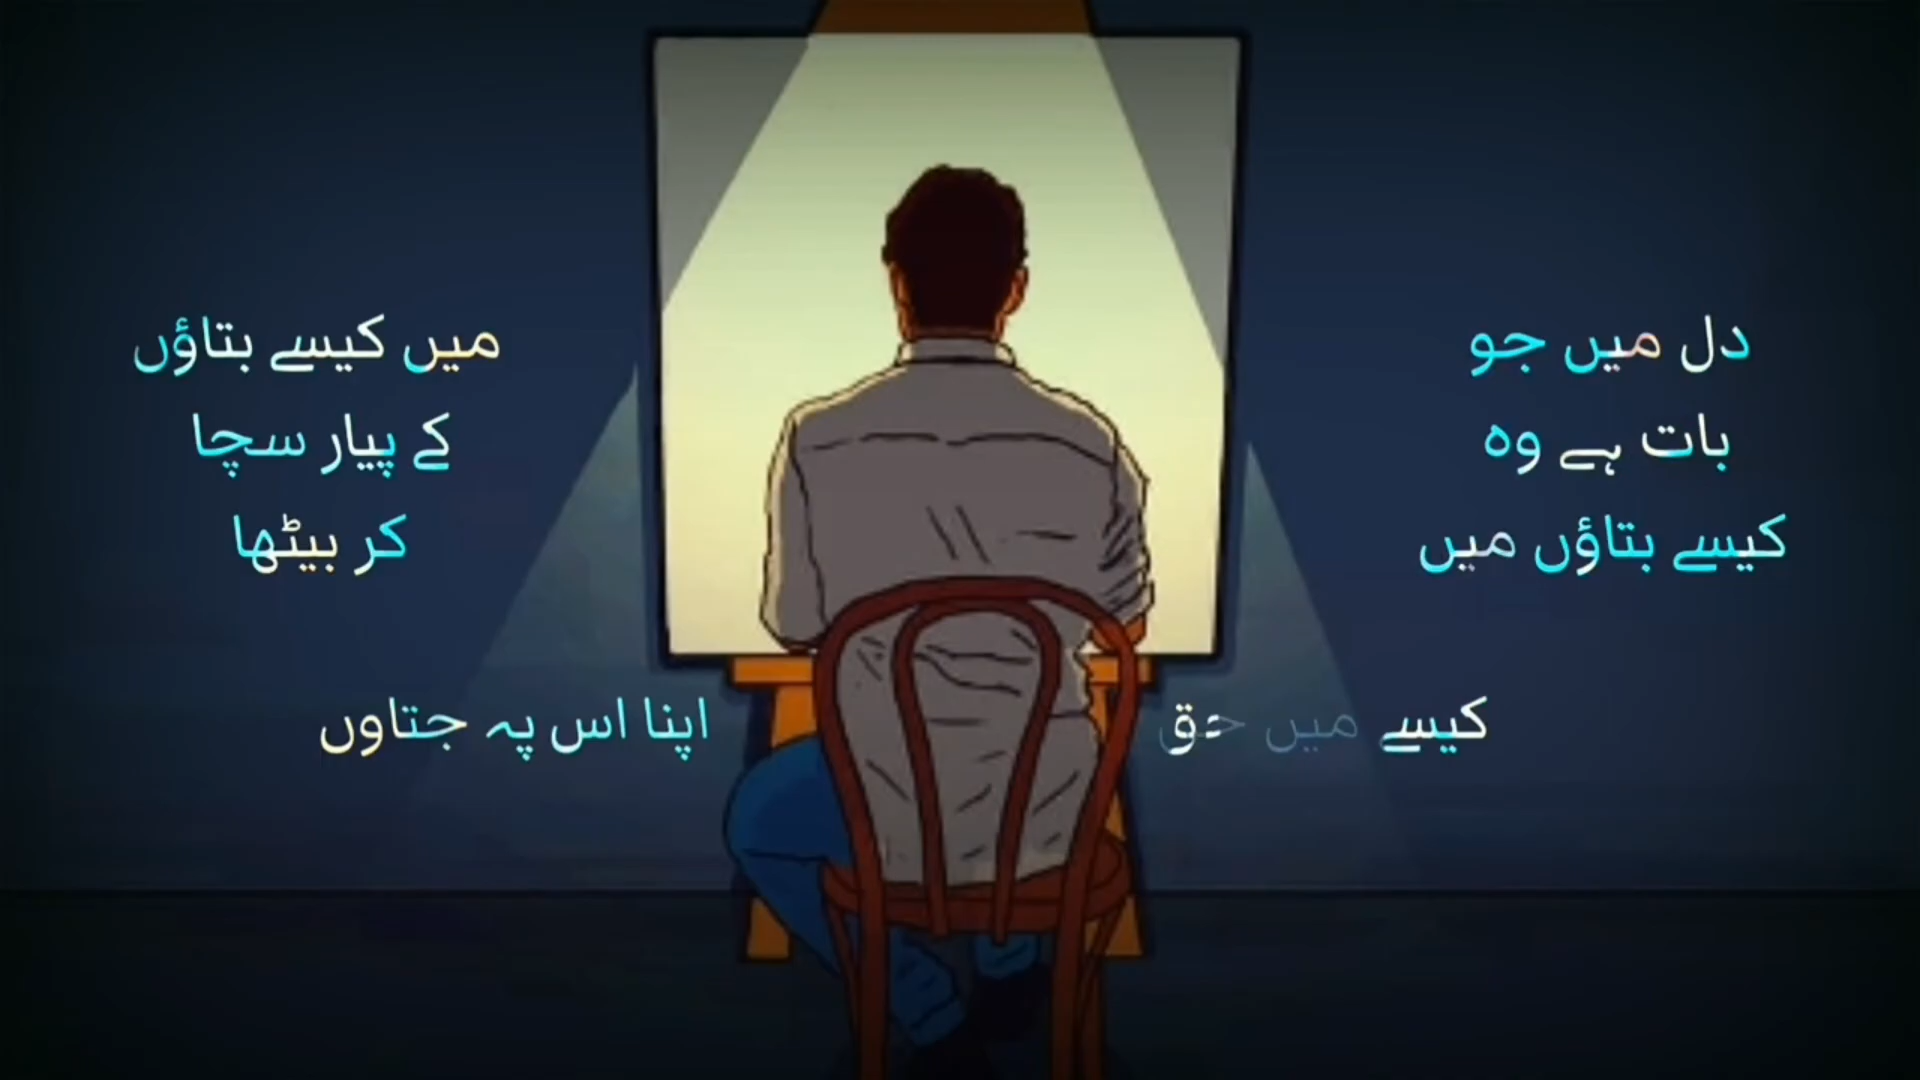 دل میں جو
بات ہے وہ
کیسے بتاؤں میں
میں کیسے بتاؤں
کے پیار سچا
کر بیٹھا
کیسے میں حق
اپنا اس پہ جتاوں